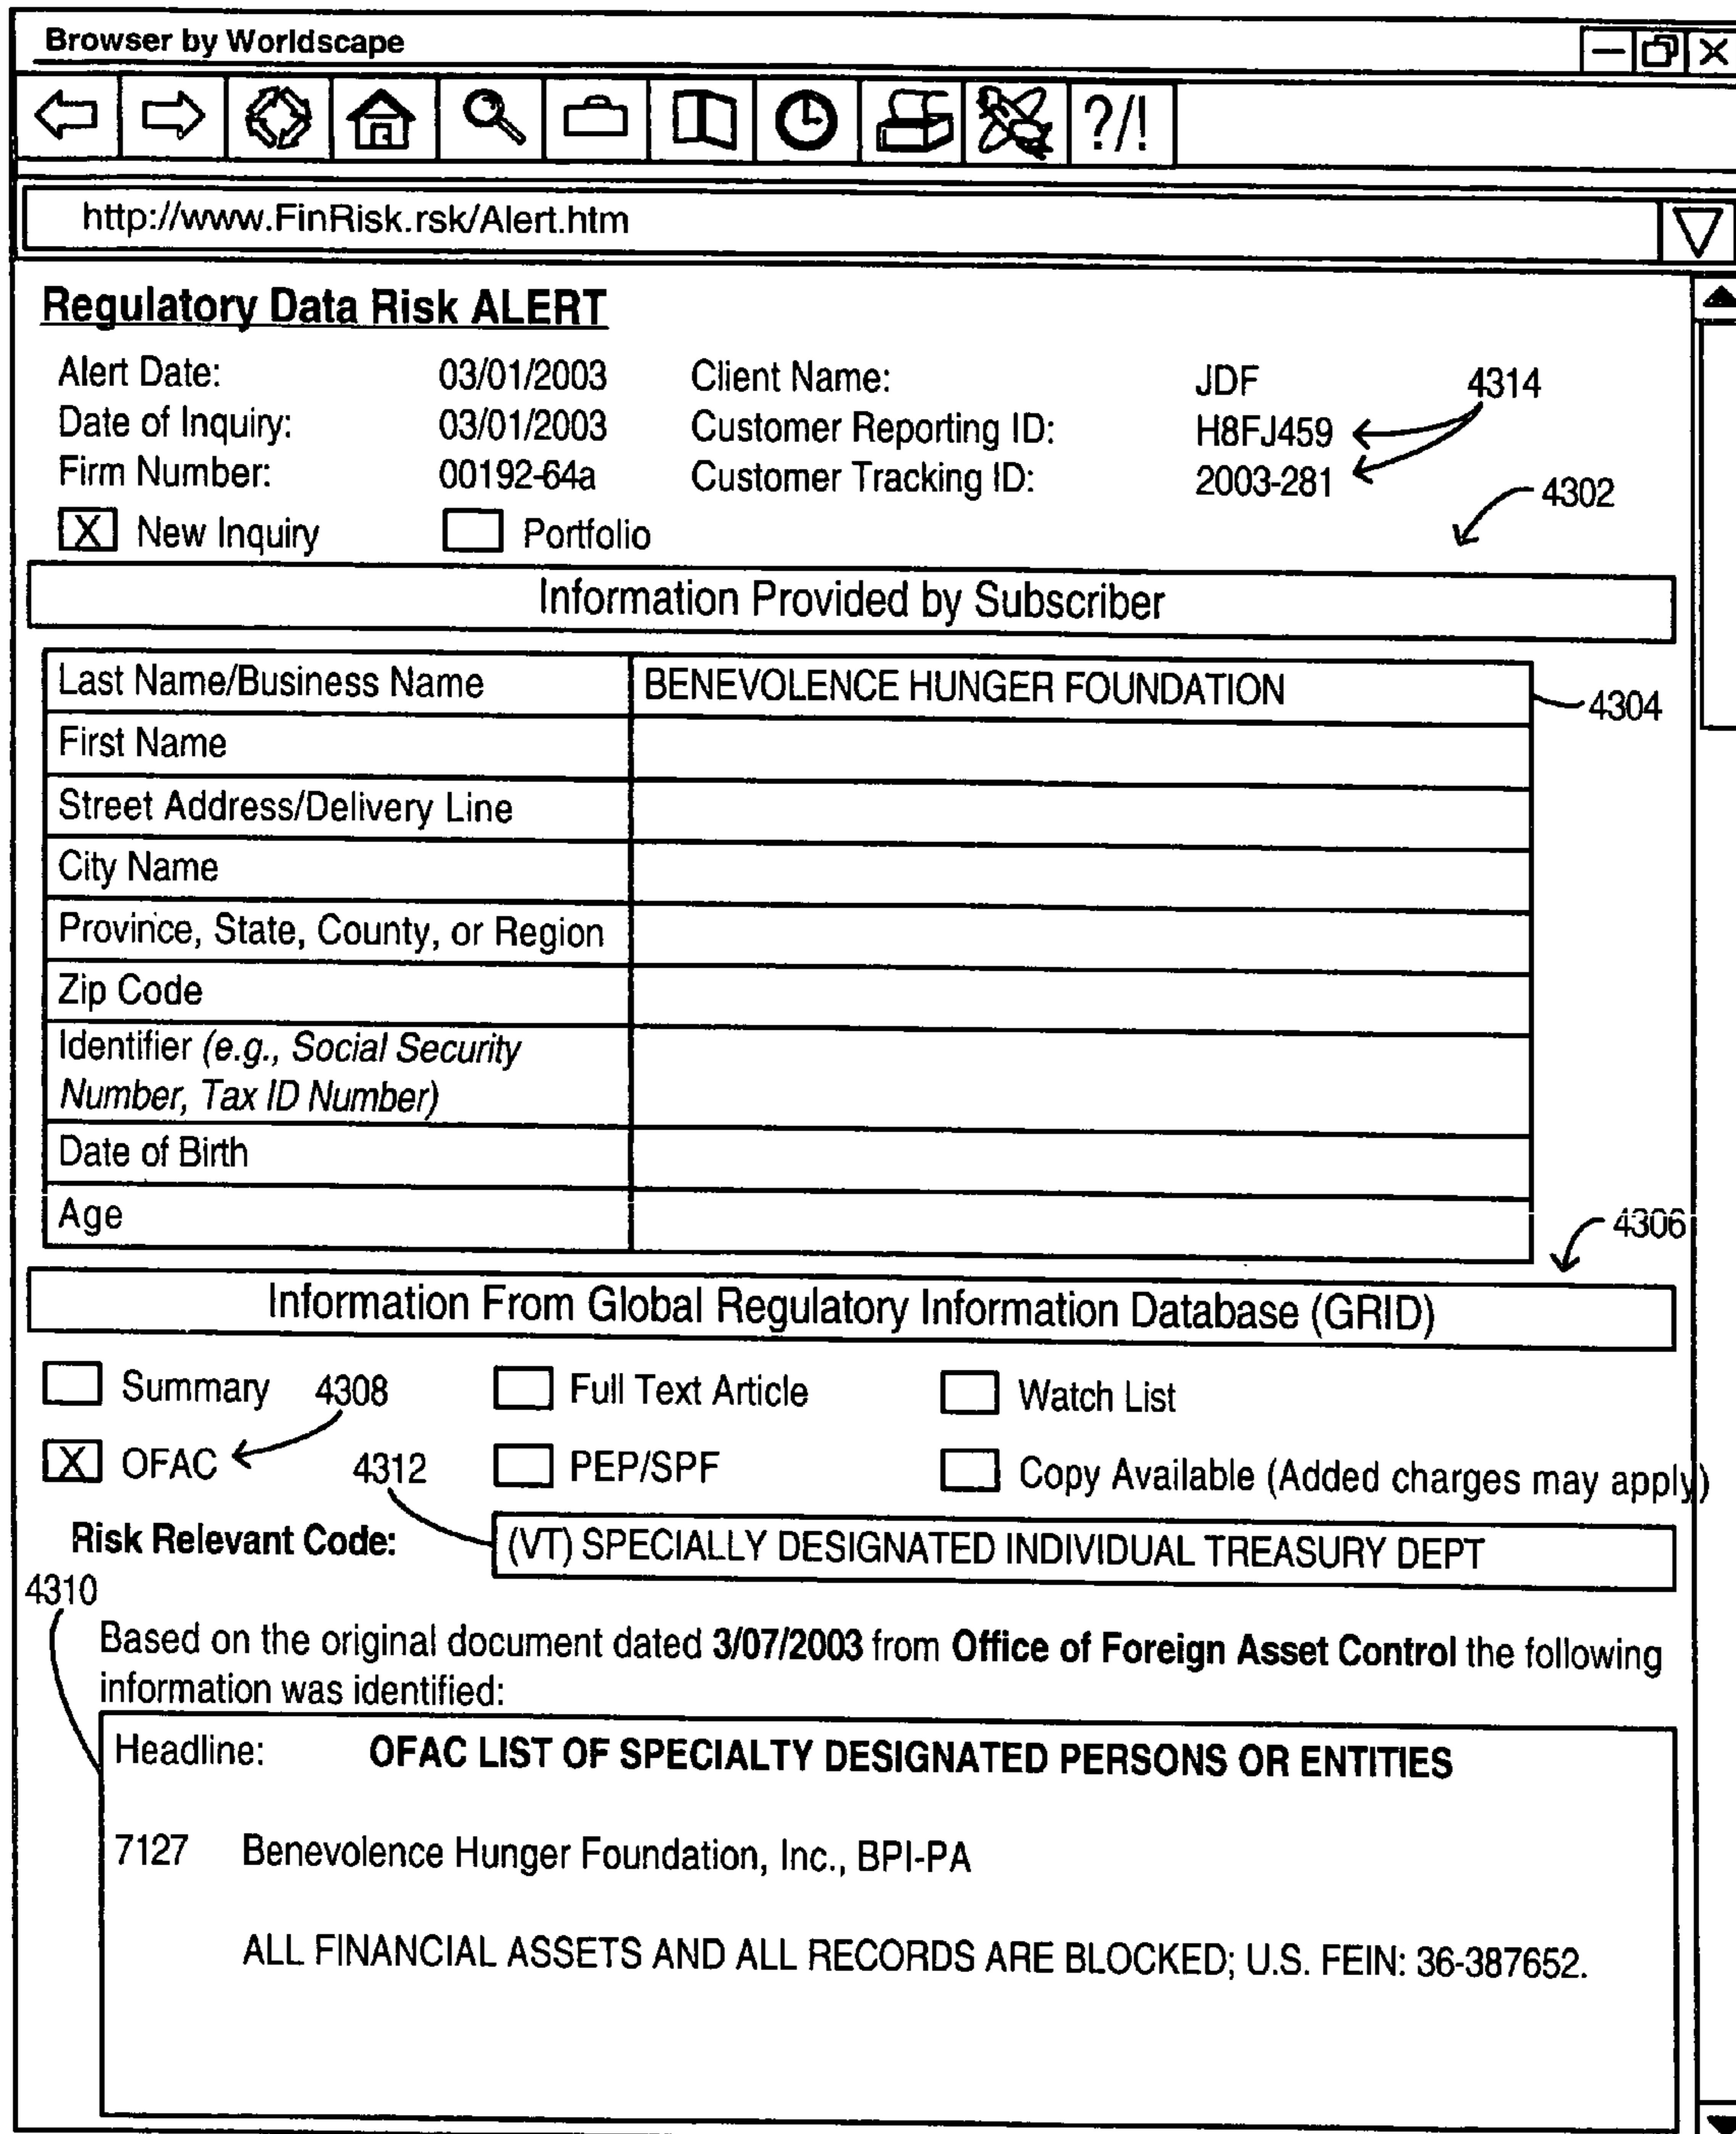 Browser by Worldscape
?/!
http://www.FinRisk.rsk/Alert.htm
Regulatory Data Risk ALERT
Alert Date: 03/01/2003 Client Name: JDF 4314
Date of Inquiry: 03/01/2003 Customer Reporting ID: H8FJ459
Firm Number: 00192-64a Customer Tracking ID: 2003-281
4302
X New Inquiry Portfolio
Information Provided by Subscriber
Last Name/Business Name BENEVOLENCE HUNGER FOUNDATION
4304
First Name
Street Address/Delivery Line
City Name
Province, State, County, or Region
Zip Code
Identifier (e.g., Social Security
Number, Tax ID Number)
Date of Birth
Age
4306
Information From Global Regulatory Information Database (GRID)
Summary 4308 Full Text Article Watch List
X OFAC 4312 PEP/SPF Copy Available (Added charges may apply)
Risk Relevant Code: (VT) SPECIALLY DESIGNATED INDIVIDUAL TREASURY DEPT
4310
Based on the original document dated 3/07/2003 from Office of Foreign Asset Control the following
information was identified:
Headline: OFAC LIST OF SPECIALTY DESIGNATED PERSONS OR ENTITIES
7127 Benevolence Hunger Foundation, Inc., BPI-PA
ALL FINANCIAL ASSETS AND ALL RECORDS ARE BLOCKED; U.S. FEIN: 36-387652.